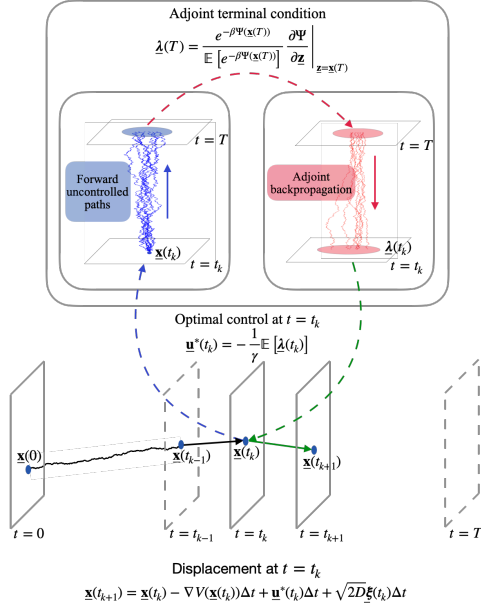 Adjoint terminal condition
λ(T) = e^{−βΨ(x(T))} / 𝔼[e^{−βΨ(x(T))}] ∂Ψ/∂z |_{z=x(T)}
t = T
t = T
Forward
uncontrolled
paths
Adjoint
backpropagation
x(t_k)
λ(t_k)
t = t_k
t = t_k
Optimal control at t = t_k
u*(t_k) = − 1/γ 𝔼[λ(t_k)]
x(0)
x(t_{k−1})
x(t_k)
x(t_{k+1})
t = 0
t = t_{k−1}
t = t_k
t = t_{k+1}
t = T
Displacement at t = t_k
x(t_{k+1}) = x(t_k) − ∇V(x(t_k))Δt + u*(t_k)Δt + √2D ξ(t_k)Δt